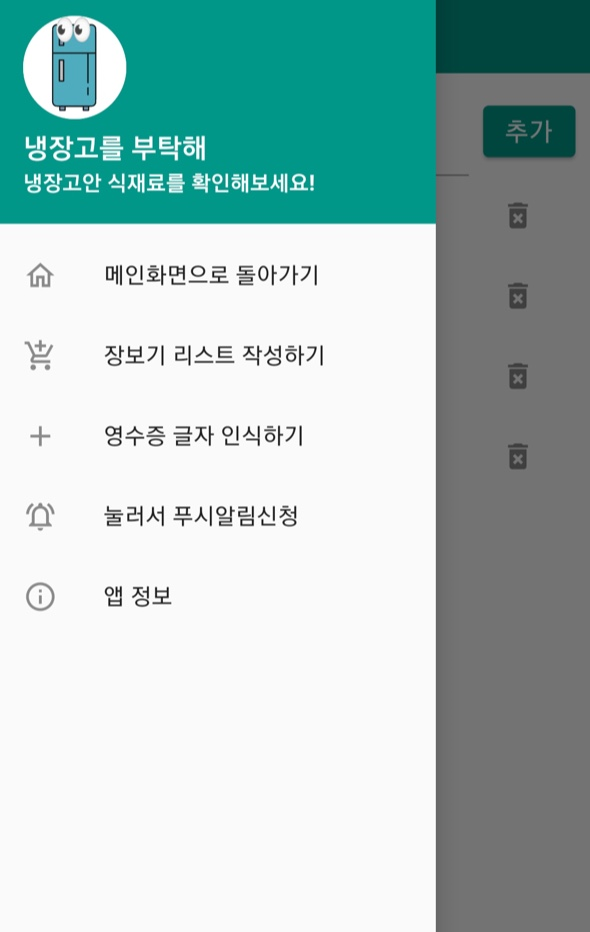 냉장고를 부탁해
냉장고안 식재료를 확인해보세요!
추가
메인화면으로 돌아가기
장보기 리스트 작성하기
영수증 글자 인식하기
눌러서 푸시알림신청
앱 정보